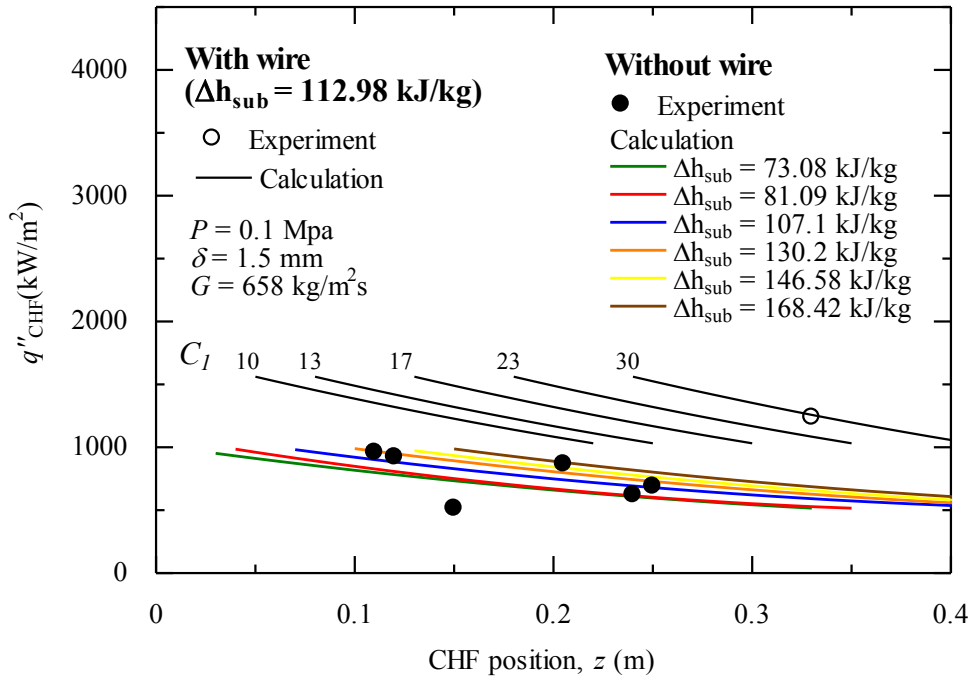 4000
3000
2000
1000
0
q''CHF(kW/m²)
With wire
(Δhsub = 112.98 kJ/kg)
Experiment
Calculation
P = 0.1 Mpa
δ = 1.5 mm
G = 658 kg/m²s
Without wire
Experiment
Calculation
Δhsub = 73.08 kJ/kg
Δhsub = 81.09 kJ/kg
Δhsub = 107.1 kJ/kg
Δhsub = 130.2 kJ/kg
Δhsub = 146.58 kJ/kg
Δhsub = 168.42 kJ/kg
C1 10 13 17 23 30
0 0.1 0.2 0.3 0.4
CHF position, z (m)